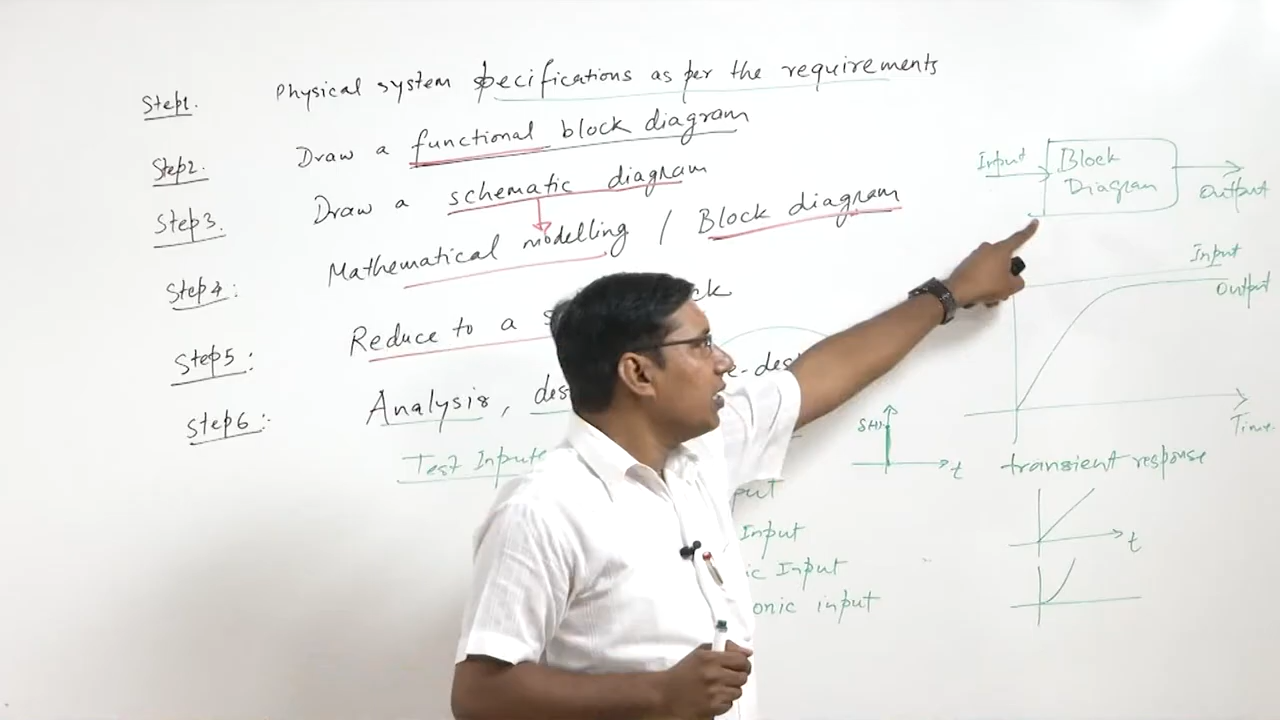 Step1. Physical system specifications as per the requirements
Step2. Draw a functional block diagram
Step3. Draw a schematic diagram
Step4: Mathematical modelling / Block diagram
Step5: Reduce to a
Step6: Analysis,
Test Inputs
Input
Input
Input
input
Input
Block
Diagram
Output
Input
Output
Time
t
transient response
t